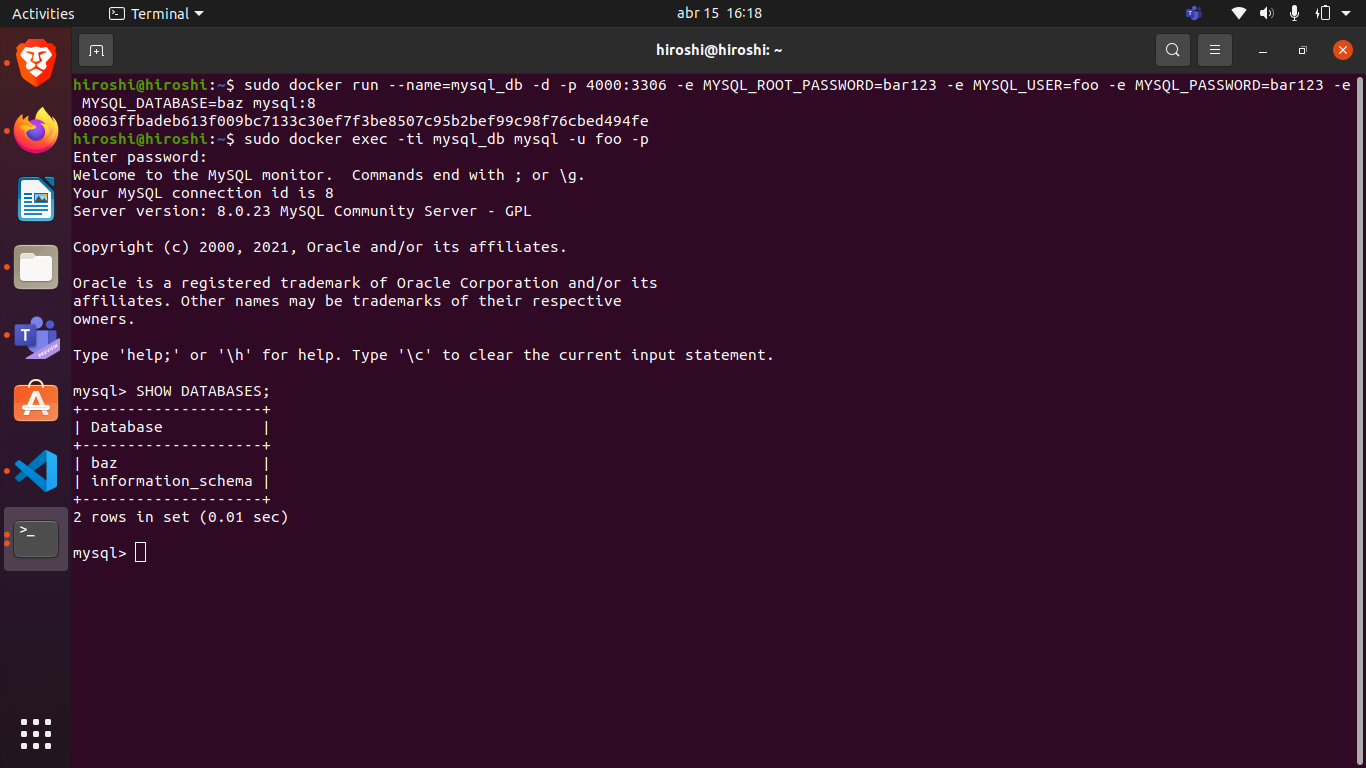 Activities
Terminal
abr 15 16:18
hiroshi@hiroshi: ~
hiroshi@hiroshi:~$ sudo docker run --name=mysql_db -d -p 4000:3306 -e MYSQL_ROOT_PASSWORD=bar123 -e MYSQL_USER=foo -e MYSQL_PASSWORD=bar123 -e
 MYSQL_DATABASE=baz mysql:8
08063ffbadeb613f009bc7133c30ef7f3be8507c95b2bef99c98f76cbed494fe
hiroshi@hiroshi:~$ sudo docker exec -ti mysql_db mysql -u foo -p
Enter password:
Welcome to the MySQL monitor.  Commands end with ; or \g.
Your MySQL connection id is 8
Server version: 8.0.23 MySQL Community Server - GPL
Copyright (c) 2000, 2021, Oracle and/or its affiliates.
Oracle is a registered trademark of Oracle Corporation and/or its
affiliates. Other names may be trademarks of their respective
owners.
Type 'help;' or '\h' for help. Type '\c' to clear the current input statement.
mysql> SHOW DATABASES;
+--------------------+
| Database           |
+--------------------+
| baz                |
| information_schema |
+--------------------+
2 rows in set (0.01 sec)
mysql>
T
PREVIEW
>_